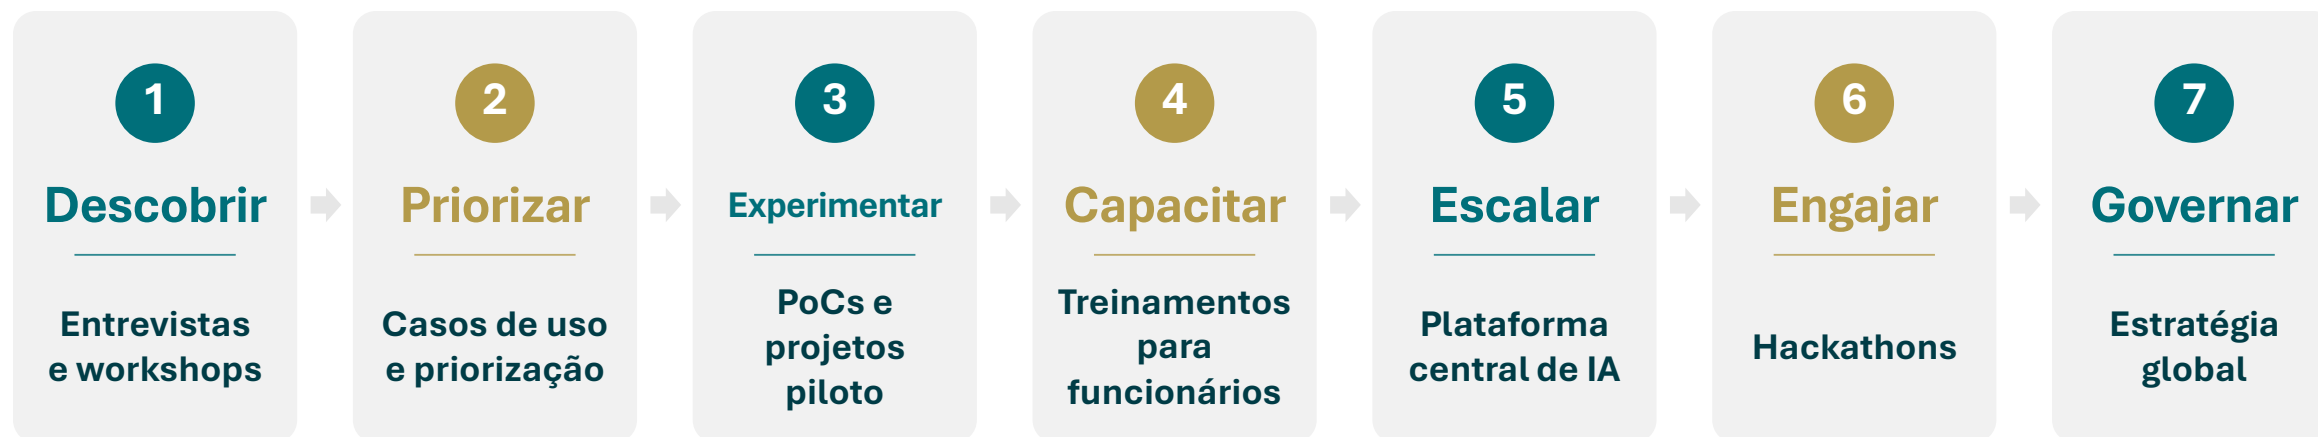 1
Descobrir
Entrevistas
e workshops
2
Priorizar
Casos de uso
e priorização
3
Experimentar
PoCs e
projetos
piloto
4
Capacitar
Treinamentos
para
funcionários
5
Escalar
Plataforma
central de IA
6
Engajar
Hackathons
7
Governar
Estratégia
global